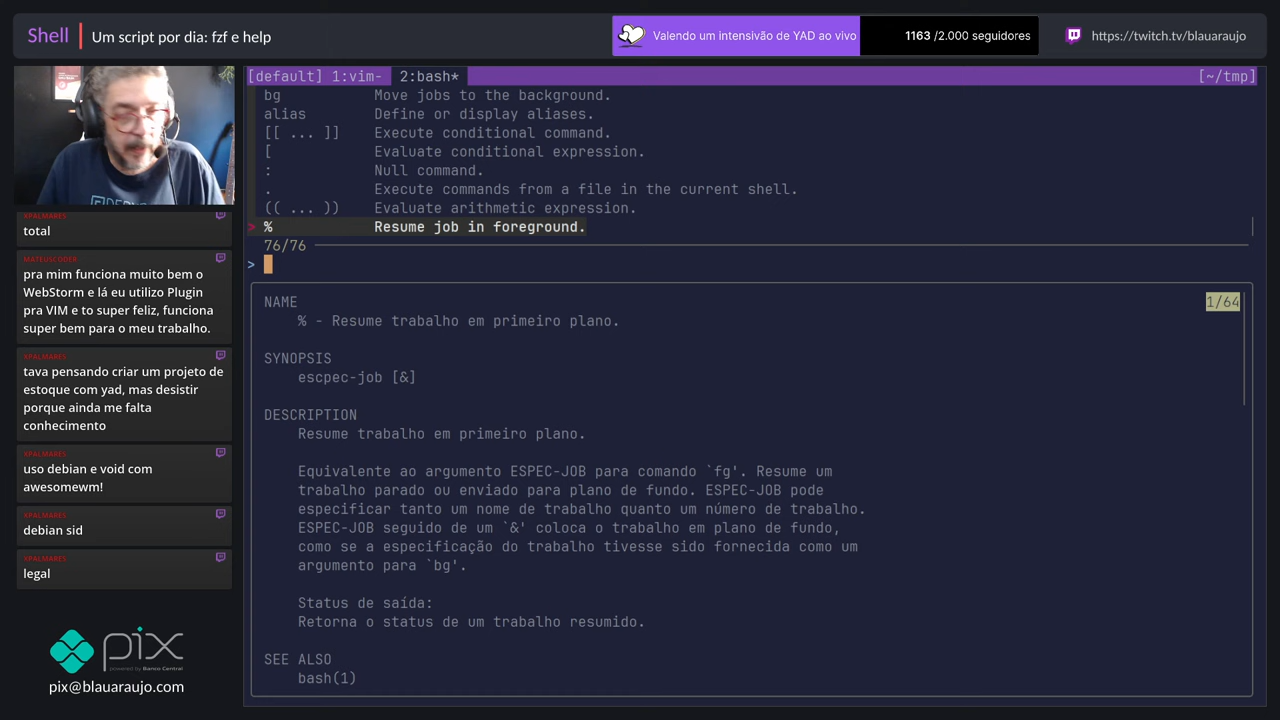 Shell
Um script por dia: fzf e help
Valendo um intensivão de YAD ao vivo
1163 /2.000 seguidores
https://twitch.tv/blauaraujo
[default] 1:vim- 2:bash* [~/tmp]
bg Move jobs to the background.
alias Define or display aliases.
[[ ... ]] Execute conditional command.
[ Evaluate conditional expression.
: Null command.
. Execute commands from a file in the current shell.
(( ... )) Evaluate arithmetic expression.
> % Resume job in foreground.
76/76
>
NAME 1/64
% - Resume trabalho em primeiro plano.
SYNOPSIS
escpec-job [&]
DESCRIPTION
Resume trabalho em primeiro plano.
Equivalente ao argumento ESPEC-JOB para comando `fg'. Resume um
trabalho parado ou enviado para plano de fundo. ESPEC-JOB pode
especificar tanto um nome de trabalho quanto um número de trabalho.
ESPEC-JOB seguido de um `&' coloca o trabalho em plano de fundo,
como se a especificação do trabalho tivesse sido fornecida como um
argumento para `bg'.
Status de saída:
Retorna o status de um trabalho resumido.
SEE ALSO
bash(1)
XPALMARES
total
MATEUSCODER
pra mim funciona muito bem o
WebStorm e lá eu utilizo Plugin
pra VIM e to super feliz, funciona
super bem para o meu trabalho.
XPALMARES
tava pensando criar um projeto de
estoque com yad, mas desistir
porque ainda me falta
conhecimento
XPALMARES
uso debian e void com
awesomewm!
XPALMARES
debian sid
XPALMARES
legal
pix
powered by Banco Central
pix@blauaraujo.com